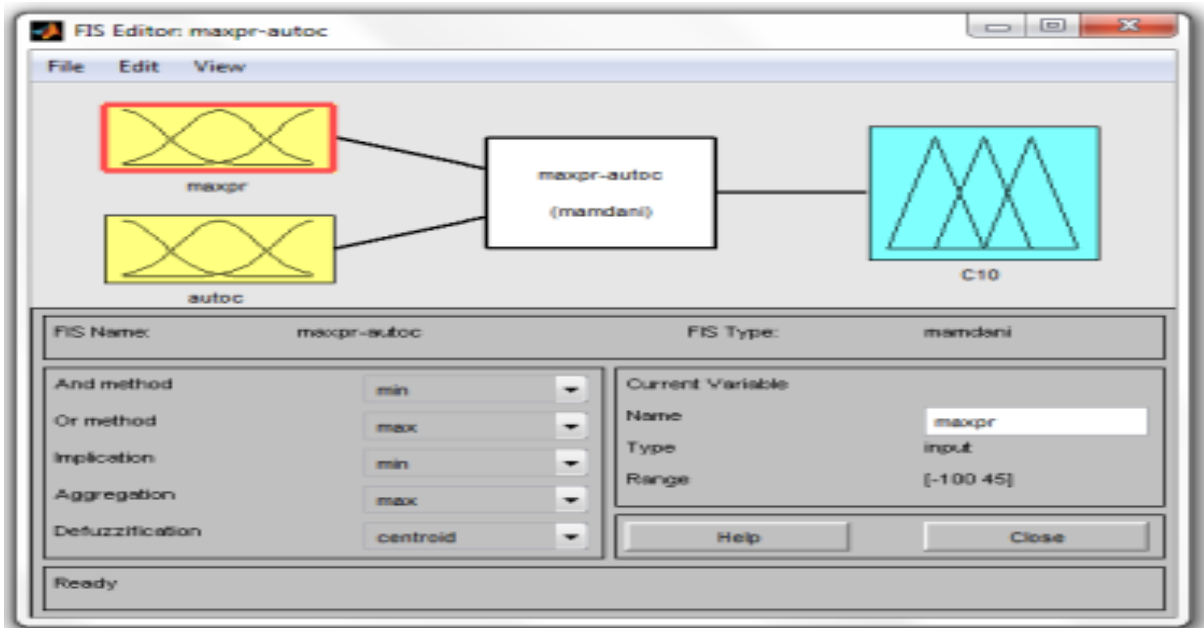 FIS Editor: maxpr-autoc
File Edit View
maxpr
autoc
maxpr-autoc
(mamdani)
C10
FIS Name: maxpr-autoc FIS Type: mamdani
And method min
Or method max
Implication min
Aggregation max
Defuzzification centroid
Current Variable
Name maxpr
Type input
Range [-100 45]
Help Close
Ready